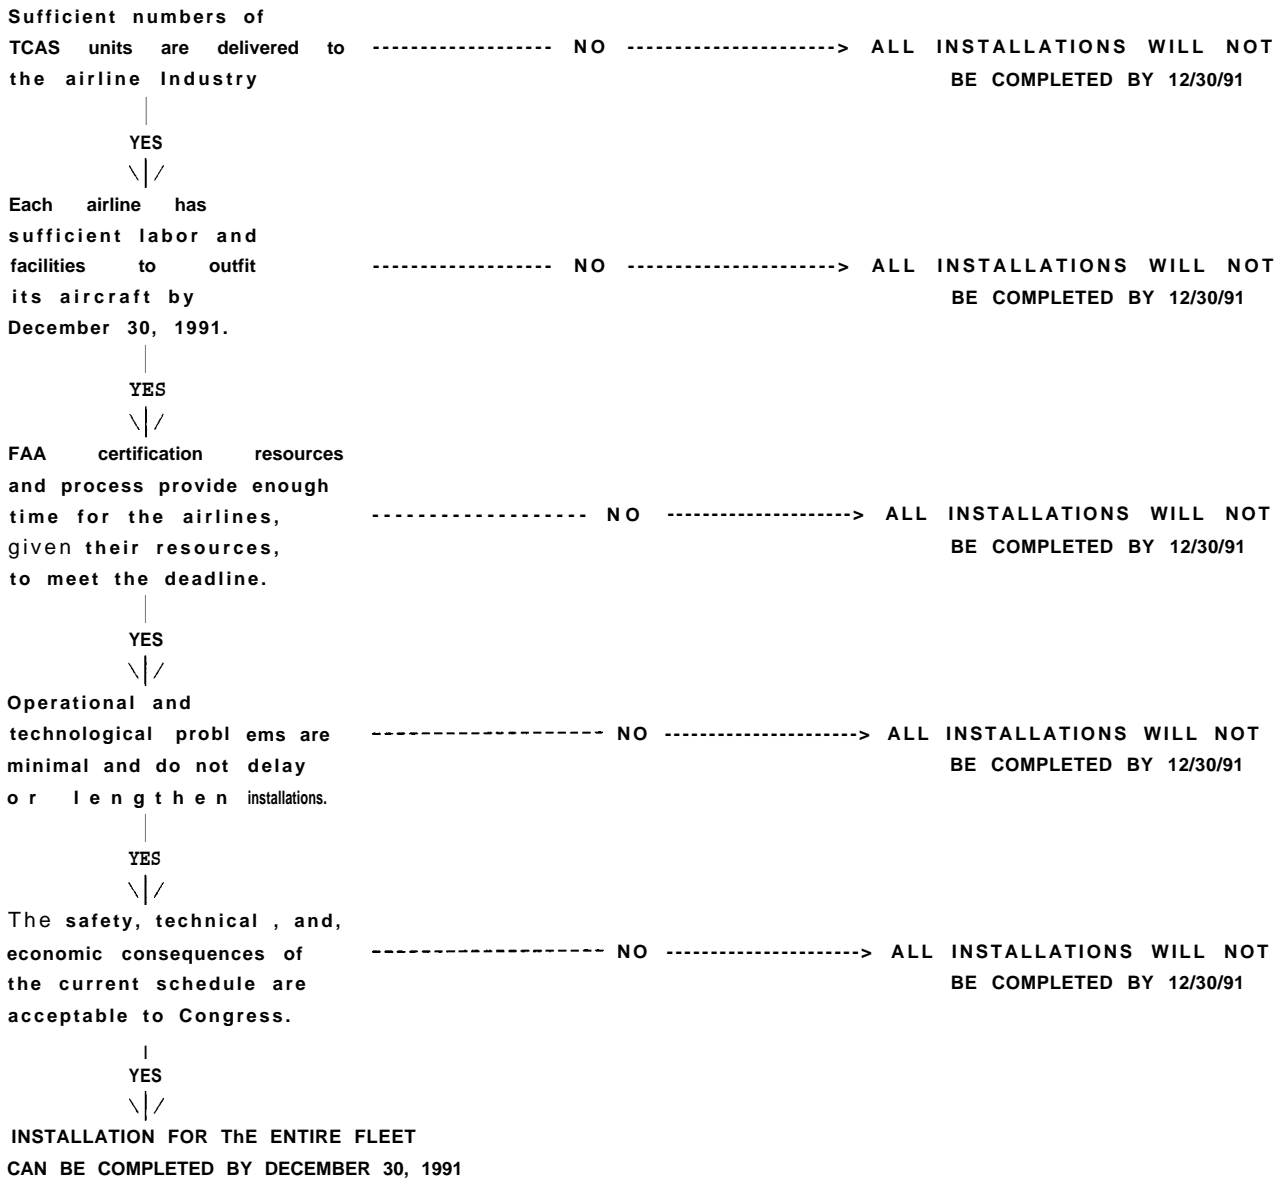 Sufficient numbers of
TCAS units are delivered to ------------------ NO ---------------------> ALL INSTALLATIONS WILL NOT
the airline Industry BE COMPLETED BY 12/30/91
|
YES
\|/
Each airline has
sufficient labor and
facilities to outfit ------------------ NO ---------------------> ALL INSTALLATIONS WILL NOT
its aircraft by BE COMPLETED BY 12/30/91
December 30, 1991.
|
YES
\|/
FAA certification resources
and process provide enough
time for the airlines, ------------------ NO ---------------------> ALL INSTALLATIONS WILL NOT
given their resources, BE COMPLETED BY 12/30/91
to meet the deadline.
|
YES
\|/
Operational and
technological probl ems are ------------------- NO ----------------------> ALL INSTALLATIONS WILL NOT
minimal and do not delay BE COMPLETED BY 12/30/91
or lengthen installations.
|
YES
\|/
The safety, technical , and,
economic consequences of ------------------- NO ----------------------> ALL INSTALLATIONS WILL NOT
the current schedule are BE COMPLETED BY 12/30/91
acceptable to Congress.
|
YES
\|/
INSTALLATION FOR ThE ENTIRE FLEET
CAN BE COMPLETED BY DECEMBER 30, 1991